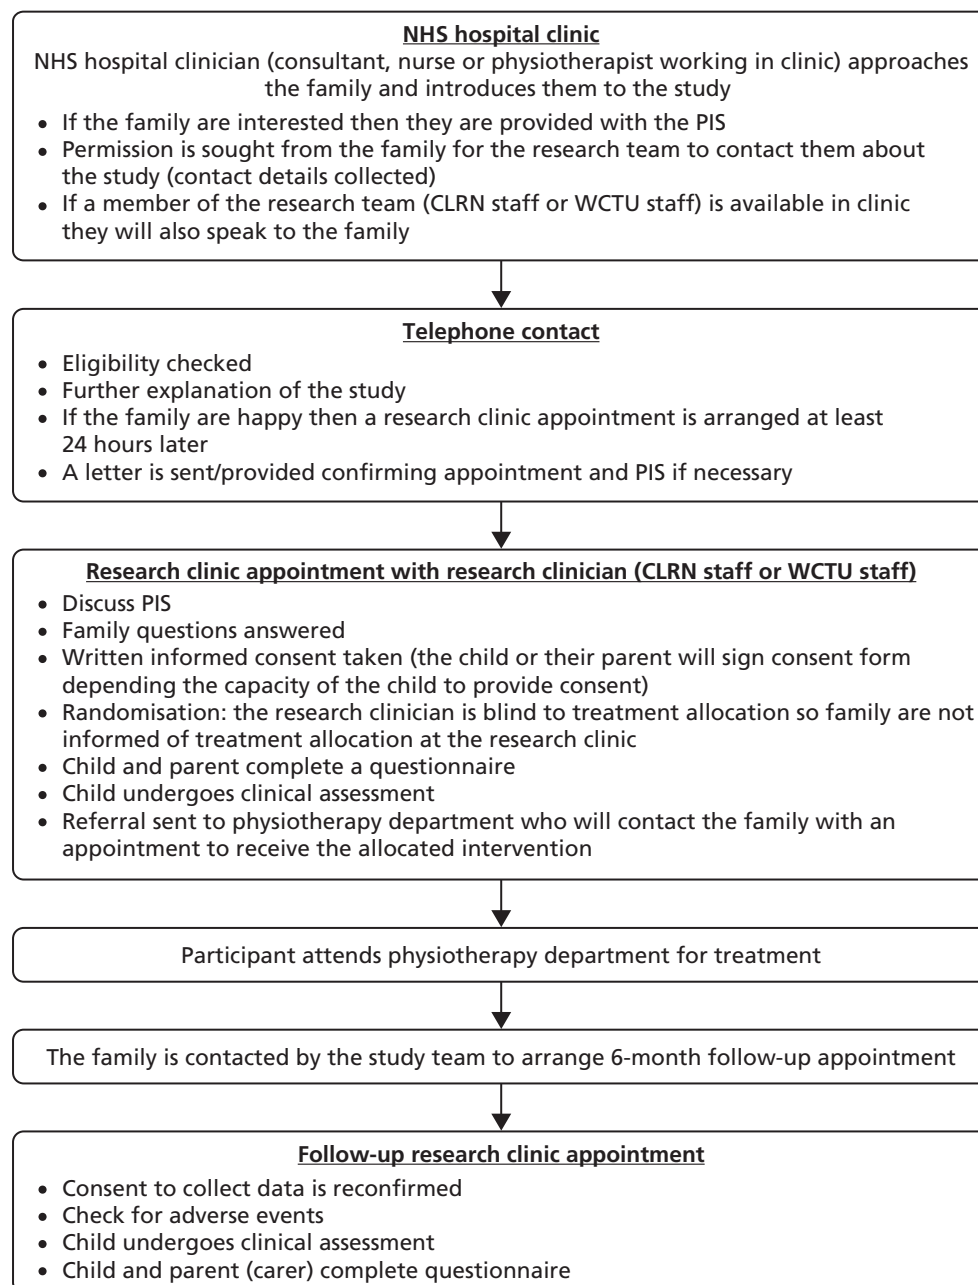 NHS hospital clinic
NHS hospital clinician (consultant, nurse or physiotherapist working in clinic) approaches
the family and introduces them to the study
• If the family are interested then they are provided with the PIS
• Permission is sought from the family for the research team to contact them about
the study (contact details collected)
• If a member of the research team (CLRN staff or WCTU staff) is available in clinic
they will also speak to the family
Telephone contact
• Eligibility checked
• Further explanation of the study
• If the family are happy then a research clinic appointment is arranged at least
24 hours later
• A letter is sent/provided confirming appointment and PIS if necessary
Research clinic appointment with research clinician (CLRN staff or WCTU staff)
• Discuss PIS
• Family questions answered
• Written informed consent taken (the child or their parent will sign consent form
depending the capacity of the child to provide consent)
• Randomisation: the research clinician is blind to treatment allocation so family are not
informed of treatment allocation at the research clinic
• Child and parent complete a questionnaire
• Child undergoes clinical assessment
• Referral sent to physiotherapy department who will contact the family with an
appointment to receive the allocated intervention
Participant attends physiotherapy department for treatment
The family is contacted by the study team to arrange 6-month follow-up appointment
Follow-up research clinic appointment
• Consent to collect data is reconfirmed
• Check for adverse events
• Child undergoes clinical assessment
• Child and parent (carer) complete questionnaire